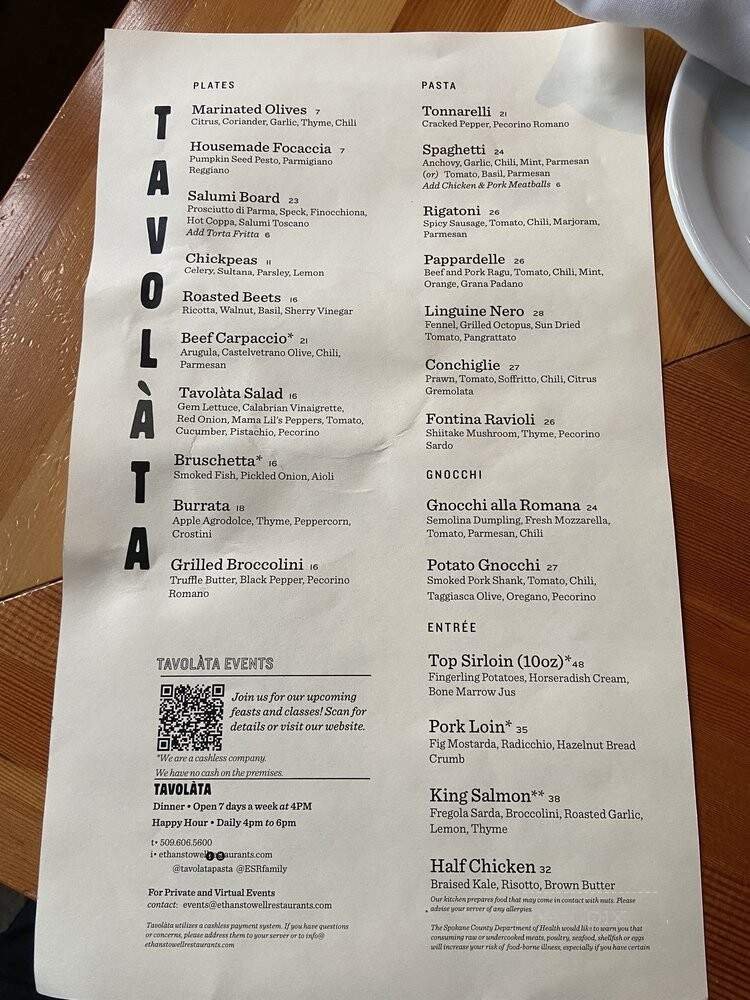 TAVOLÀTA
PLATES
Marinated Olives 7
Citrus, Coriander, Garlic, Thyme, Chili
Housemade Focaccia 7
Pumpkin Seed Pesto, Parmigiano
Reggiano
Salumi Board 23
Prosciutto di Parma, Speck, Finocchiona,
Hot Coppa, Salumi Toscano
Add Torta Fritta 6
Chickpeas 11
Celery, Sultana, Parsley, Lemon
Roasted Beets 16
Ricotta, Walnut, Basil, Sherry Vinegar
Beef Carpaccio* 21
Arugula, Castelvetrano Olive, Chili,
Parmesan
Tavolàta Salad 16
Gem Lettuce, Calabrian Vinaigrette,
Red Onion, Mama Lil's Peppers, Tomato,
Cucumber, Pistachio, Pecorino
Bruschetta* 16
Smoked Fish, Pickled Onion, Aioli
Burrata 18
Apple Agrodolce, Thyme, Peppercorn,
Crostini
Grilled Broccolini 16
Truffle Butter, Black Pepper, Pecorino
Romano
TAVOLÀTA EVENTS
Join us for our upcoming
feasts and classes! Scan for
details or visit our website.
*We are a cashless company.
We have no cash on the premises.
TAVOLÀTA
Dinner • Open 7 days a week at 4PM
Happy Hour • Daily 4pm to 6pm
t• 509.606.5600
i• ethanstowellrestaurants.com
@tavolatapasta @ESRfamily
For Private and Virtual Events
contact: events@ethanstowellrestaurants.com
Tavolàta utilizes a cashless payment system. If you have questions
or concerns, please address them to your server or to info@
ethanstowellrestaurants.com
PASTA
Tonnarelli 21
Cracked Pepper, Pecorino Romano
Spaghetti 24
Anchovy, Garlic, Chili, Mint, Parmesan
(or) Tomato, Basil, Parmesan
Add Chicken & Pork Meatballs 6
Rigatoni 26
Spicy Sausage, Tomato, Chili, Marjoram,
Parmesan
Pappardelle 26
Beef and Pork Ragu, Tomato, Chili, Mint,
Orange, Grana Padano
Linguine Nero 28
Fennel, Grilled Octopus, Sun Dried
Tomato, Pangrattato
Conchiglie 27
Prawn, Tomato, Soffritto, Chili, Citrus
Gremolata
Fontina Ravioli 26
Shiitake Mushroom, Thyme, Pecorino
Sardo
GNOCCHI
Gnocchi alla Romana 24
Semolina Dumpling, Fresh Mozzarella,
Tomato, Parmesan, Chili
Potato Gnocchi 27
Smoked Pork Shank, Tomato, Chili,
Taggiasca Olive, Oregano, Pecorino
ENTRÉE
Top Sirloin (10oz)* 48
Fingerling Potatoes, Horseradish Cream,
Bone Marrow Jus
Pork Loin* 35
Fig Mostarda, Radicchio, Hazelnut Bread
Crumb
King Salmon** 38
Fregola Sarda, Broccolini, Roasted Garlic,
Lemon, Thyme
Half Chicken 32
Braised Kale, Risotto, Brown Butter
Our kitchen prepares food that may come in contact with nuts. Please
advise your server of any allergies.
The Spokane County Department of Health would like to warn you that
consuming raw or undercooked meats, poultry, seafood, shellfish or eggs
will increase your risk of food-borne illness, especially if you have certain